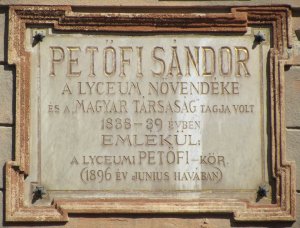 PETŐFI SÁNDOR
A LYCEUM NÖVENDÉKE
ÉS A MAGYAR TÁRSASÁG TAGJA VOLT
1838–39 ÉVBEN
EMLÉKÜL:
A LYCEUMI PETŐFI-KÖR
(1896 ÉV JUNIUS HAVÁBAN)